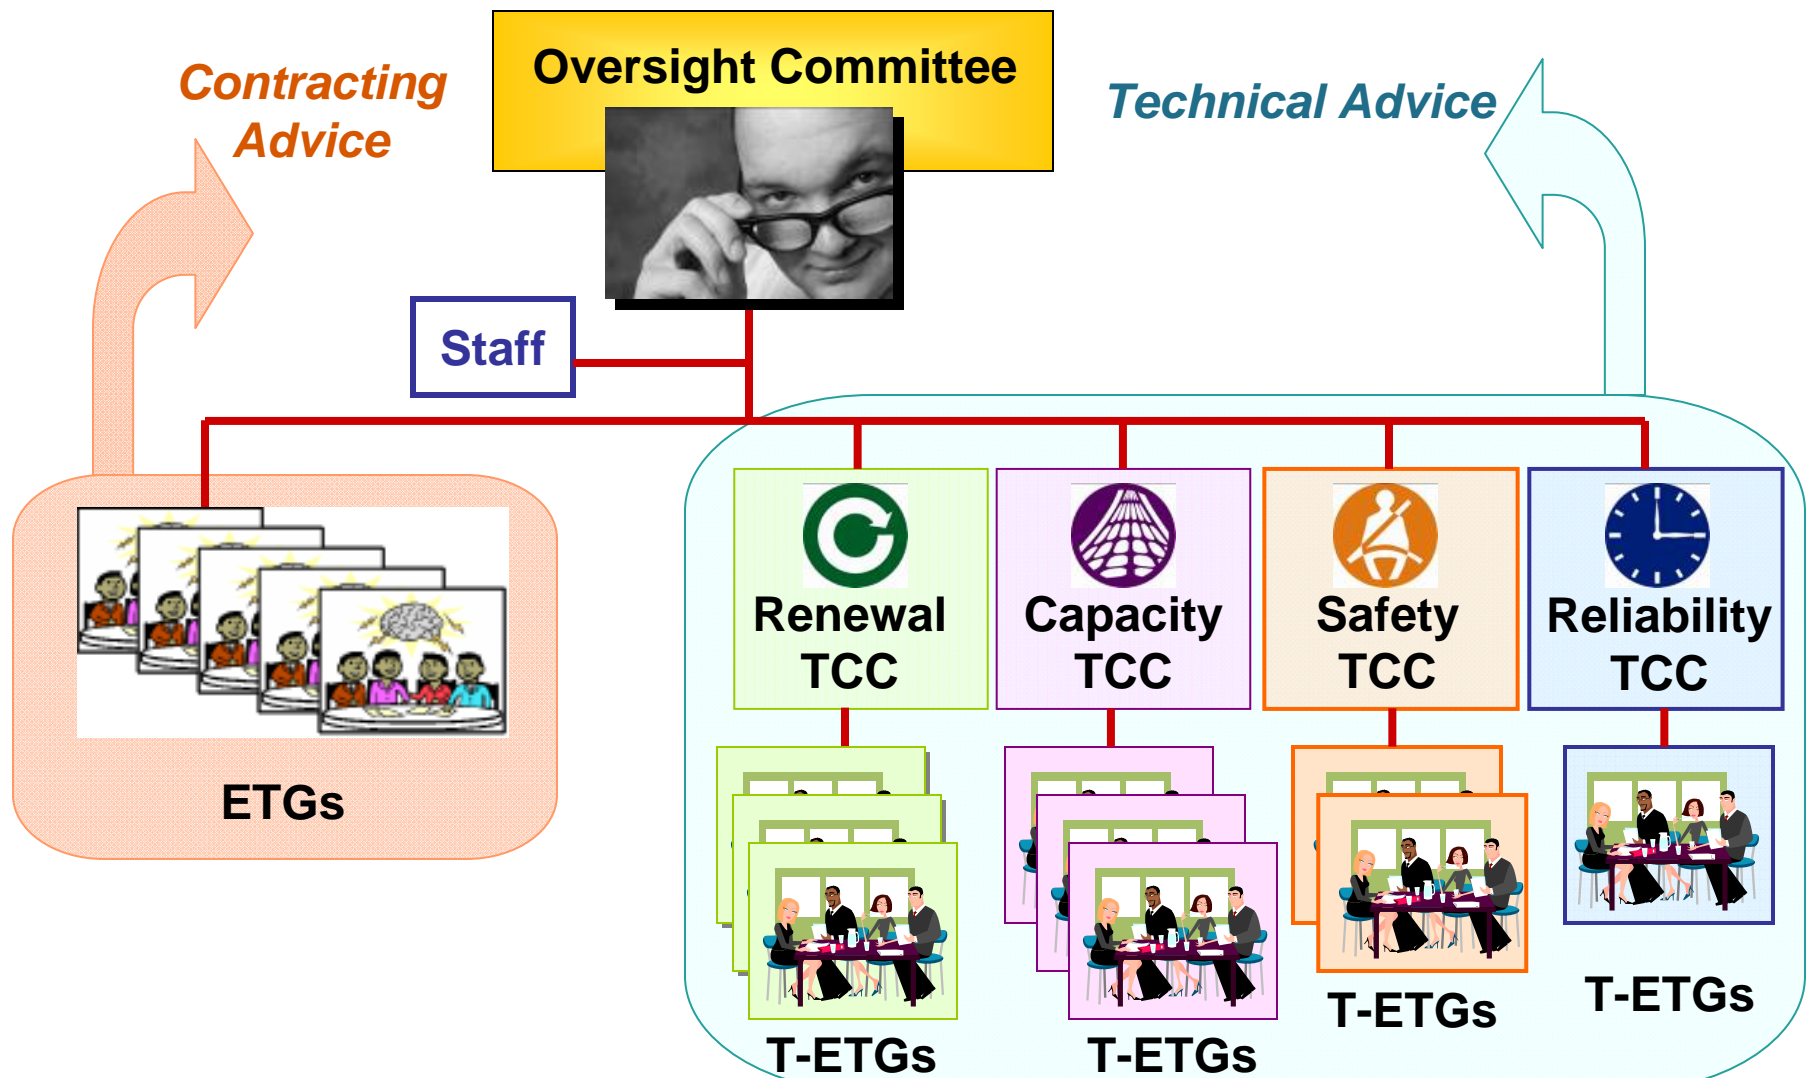 Oversight Committee
Contracting
Advice
Technical Advice
Staff
ETGs
Renewal
TCC
Capacity
TCC
Safety
TCC
Reliability
TCC
T-ETGs
T-ETGs
T-ETGs
T-ETGs